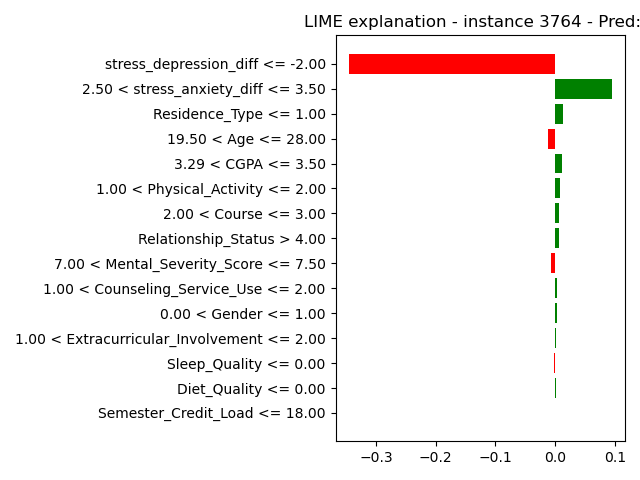 LIME explanation - instance 3764 - Pred:
stress_depression_diff <= -2.00
2.50 < stress_anxiety_diff <= 3.50
Residence_Type <= 1.00
19.50 < Age <= 28.00
3.29 < CGPA <= 3.50
1.00 < Physical_Activity <= 2.00
2.00 < Course <= 3.00
Relationship_Status > 4.00
7.00 < Mental_Severity_Score <= 7.50
1.00 < Counseling_Service_Use <= 2.00
0.00 < Gender <= 1.00
1.00 < Extracurricular_Involvement <= 2.00
Sleep_Quality <= 0.00
Diet_Quality <= 0.00
Semester_Credit_Load <= 18.00
−0.3 −0.2 −0.1 0.0 0.1